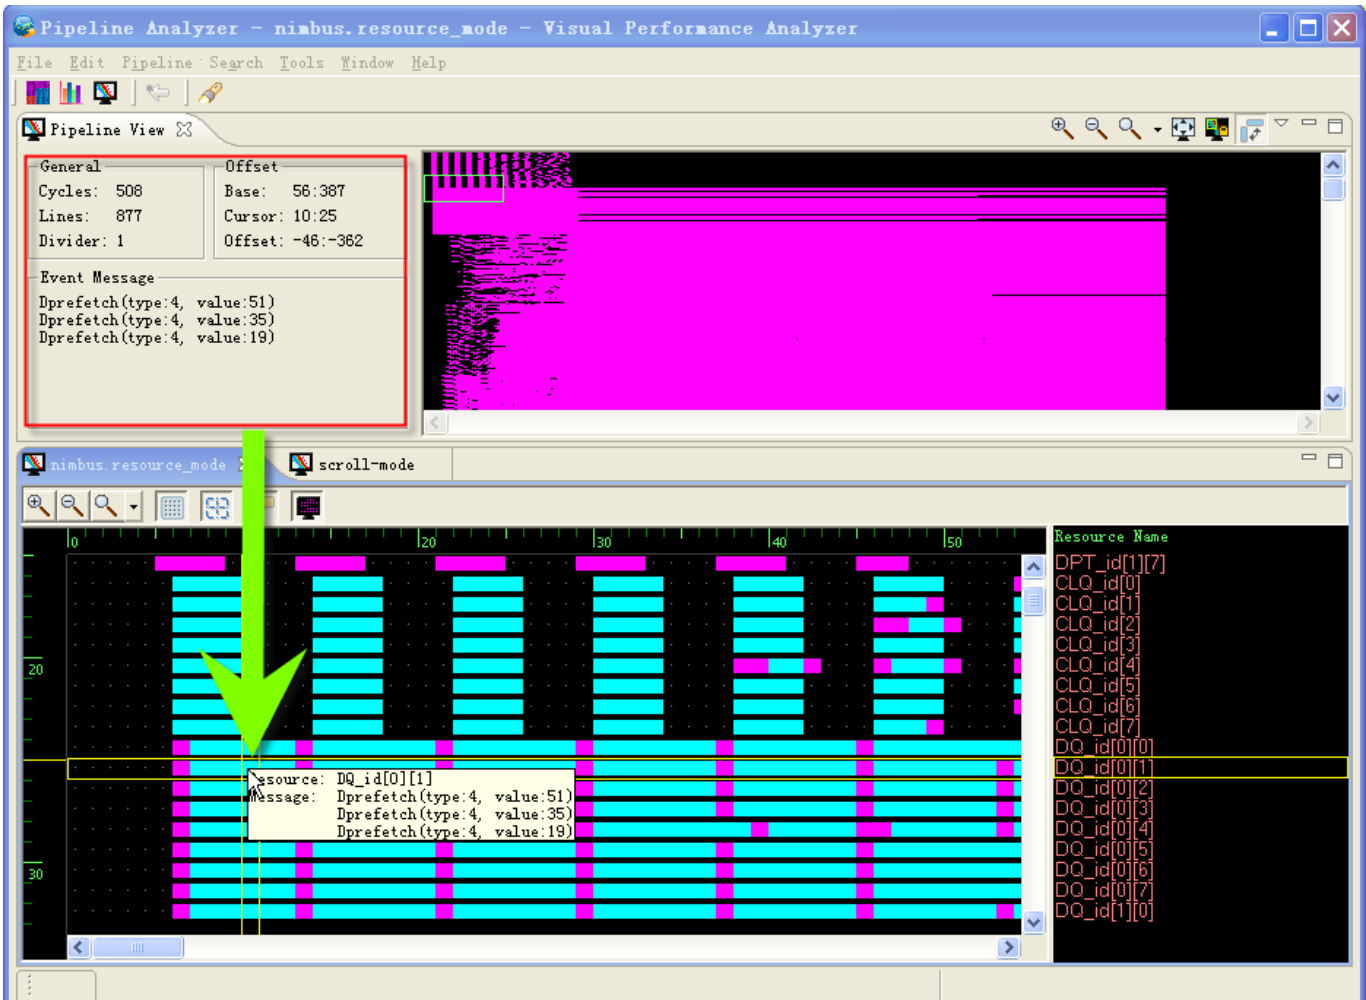 Pipeline Analyzer - nimbus.resource_mode - Visual Performance Analyzer
File Edit Pipeline Search Tools Window Help
Pipeline View
General
Cycles: 508
Lines: 877
Divider: 1
Offset
Base: 56:387
Cursor: 10:25
Offset: -46:-362
Event Message
Dprefetch(type:4, value:51)
Dprefetch(type:4, value:35)
Dprefetch(type:4, value:19)
nimbus.resource_mode
scroll-mode
0 20 30 40 50
Resource Name
DPT_id[1][7]
CLQ_id[0]
CLQ_id[1]
CLQ_id[2]
CLQ_id[3]
20
CLQ_id[4]
CLQ_id[5]
CLQ_id[6]
CLQ_id[7]
DQ_id[0][0]
DQ_id[0][1]
DQ_id[0][2]
DQ_id[0][3]
DQ_id[0][4]
DQ_id[0][5]
30
DQ_id[0][6]
DQ_id[0][7]
DQ_id[1][0]
esource: DQ_id[0][1]
essage: Dprefetch(type:4, value:51)
Dprefetch(type:4, value:35)
Dprefetch(type:4, value:19)